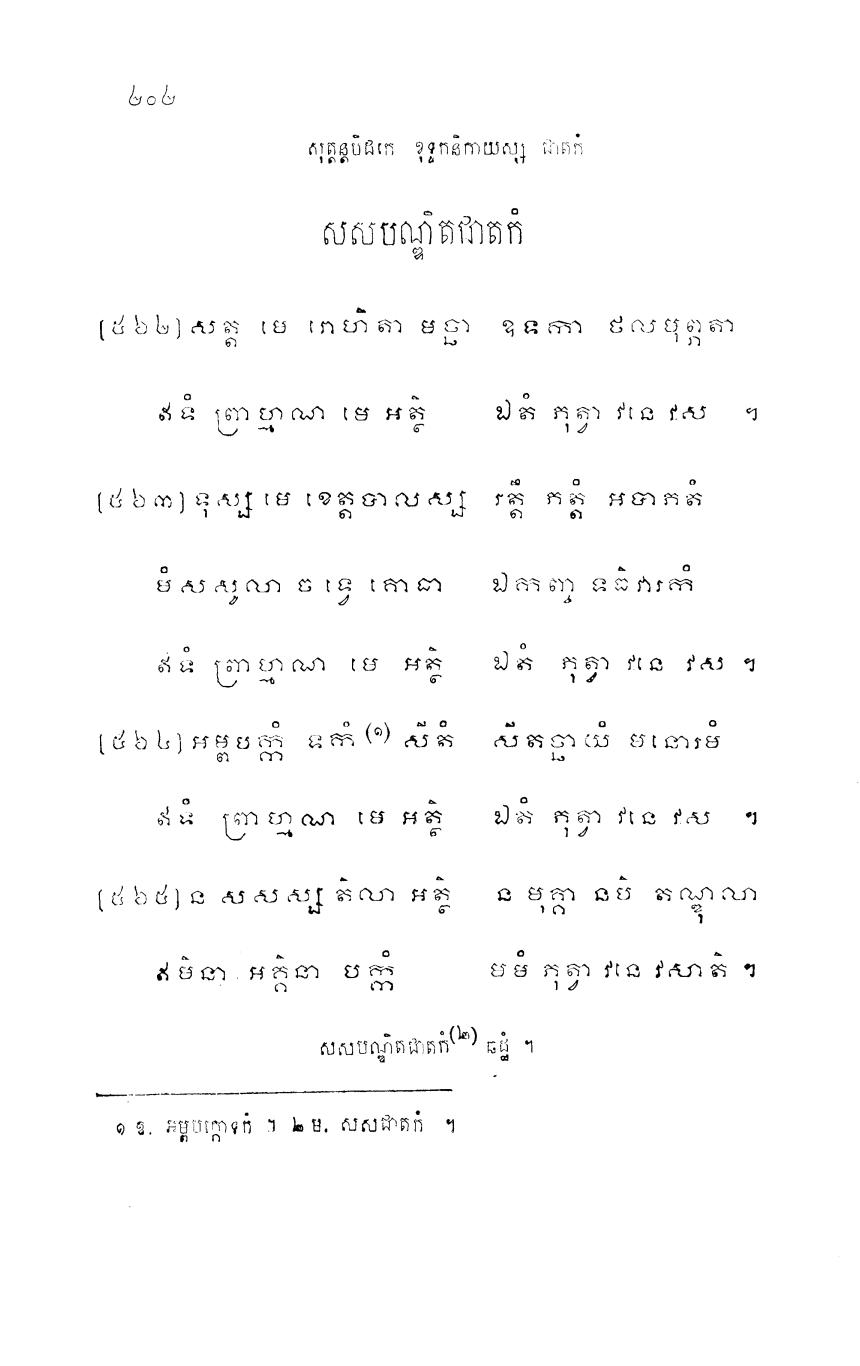 ២០២
សុត្តន្តបិដកេ ខុទ្ទកនិកាយស្ស ជាតកំ
សសបណ្ឌិតជាតកំ
[៥៦២] សត្ត មេ រោហិតា មច្ឆា ឧទកា ថលមុព្ភតា
ឥទំ ព្រាហ្មណ មេ អត្ថិ ឯតំ ភុត្វា វនេ វស ។
[៥៦៣] ទុស្ស មេ ខេត្តបាលស្ស រត្តឹ ភត្តំ អបាភតំ
មំសសូលា ច ទ្វេ គោធា ឯកញ្ច ទធិវារកំ
ឥទំ ព្រាហ្មណ មេ អត្ថិ ឯតំ ភុត្វា វនេ វស ។
[៥៦៤] អម្ពបក្កំ ទកំ (១) សីតំ សីតច្ឆាយំ មនោរមំ
ឥទំ ព្រាហ្មណ មេ អត្ថិ ឯតំ ភុត្វា វនេ វស ។
[៥៦៥] ន សសស្ស តិលា អត្ថិ ន មុគ្គា នបិ តណ្ឌុលា
ឥមិនា អគ្គិនា បក្កំ មមំ ភុត្វា វនេ វសាតិ ។
សសបណ្ឌិតជាតកំ (២) ឆដ្ឋំ ។
១ ឱ. អម្ពបក្កោទកំ ។ ២ ម. សសជាតកំ ។